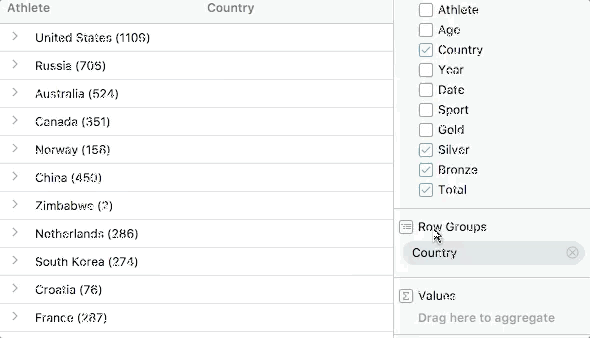 Athlete Country
United States (1109)
Russia (706)
Australia (524)
Canada (351)
Norway (158)
China (450)
Zimbabwe (2)
Netherlands (286)
South Korea (274)
Croatia (76)
France (287)
Athlete
Age
Country
Year
Date
Sport
Gold
Silver
Bronze
Total
Row Groups
Country
Values
Drag here to aggregate